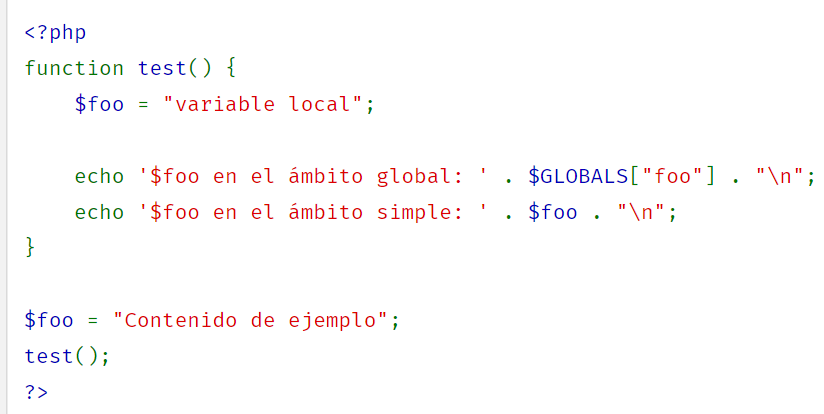 <?php
function test() {
    $foo = "variable local";

    echo '$foo en el ámbito global: ' . $GLOBALS["foo"] . "\n";
    echo '$foo en el ámbito simple: ' . $foo . "\n";
}

$foo = "Contenido de ejemplo";
test();
?>